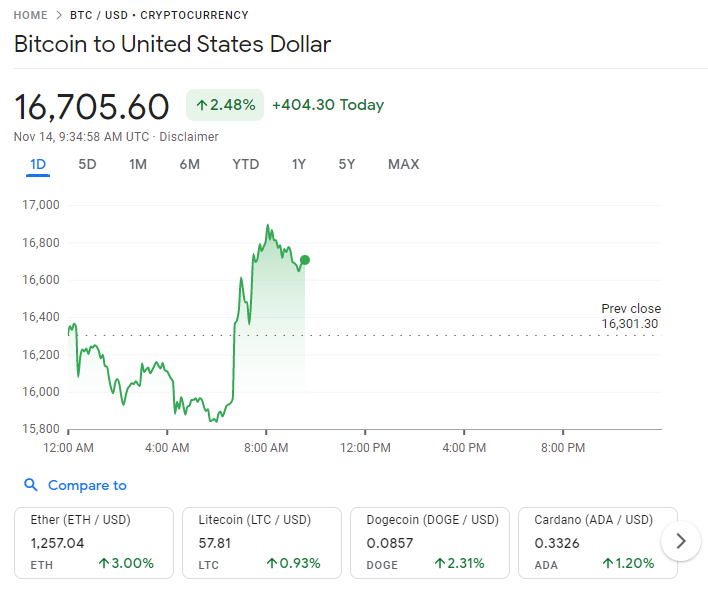 HOME > BTC / USD • CRYPTOCURRENCY
Bitcoin to United States Dollar
16,705.60 ↑2.48% +404.30 Today
Nov 14, 9:34:58 AM UTC · Disclaimer
1D 5D 1M 6M YTD 1Y 5Y MAX
17,000
16,800
16,600
16,400
16,200
16,000
15,800
Prev close
16,301.30
12:00 AM 4:00 AM 8:00 AM 12:00 PM 4:00 PM 8:00 PM
Compare to
Ether (ETH / USD)
1,257.04
ETH ↑3.00%
Litecoin (LTC / USD)
57.81
LTC ↑0.93%
Dogecoin (DOGE / USD)
0.0857
DOGE ↑2.31%
Cardano (ADA / USD)
0.3326
ADA ↑1.20%